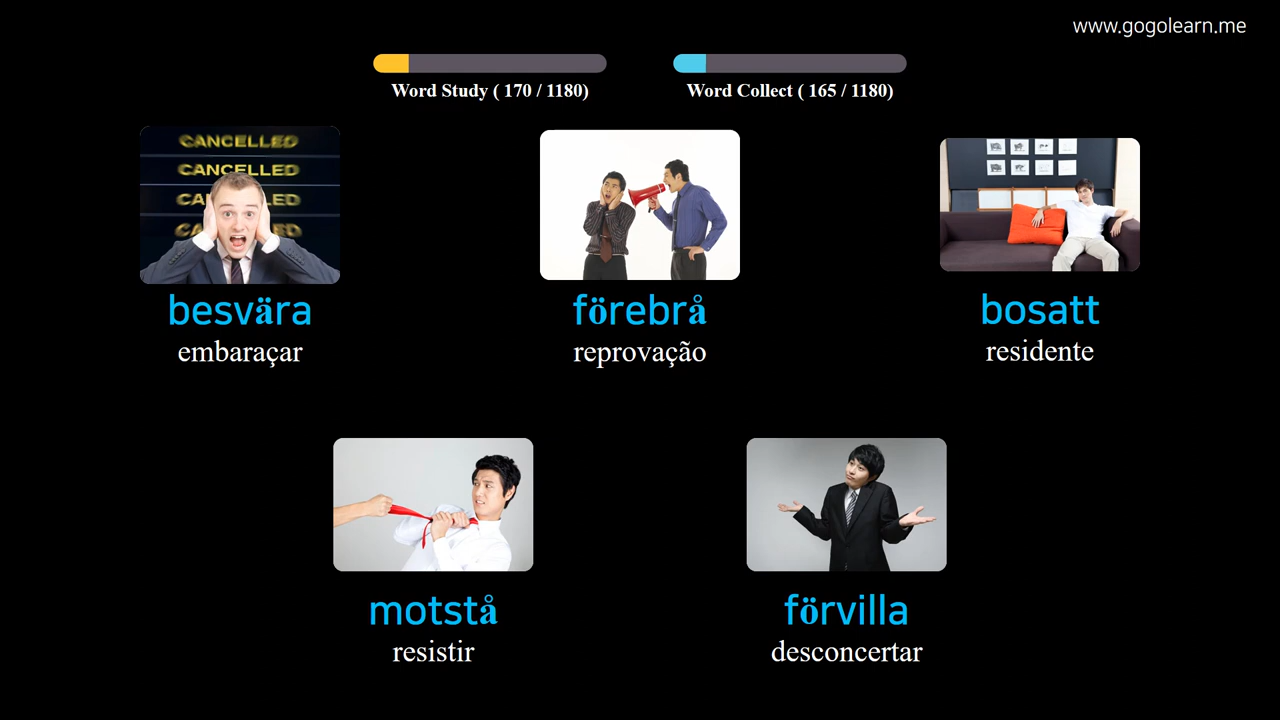 www.gogolearn.me
Word Study ( 170 / 1180)
Word Collect ( 165 / 1180)
CANCELLED
CANCELLED
besvära
embaraçar
förebrå
reprovação
bosatt
residente
motstå
resistir
förvilla
desconcertar